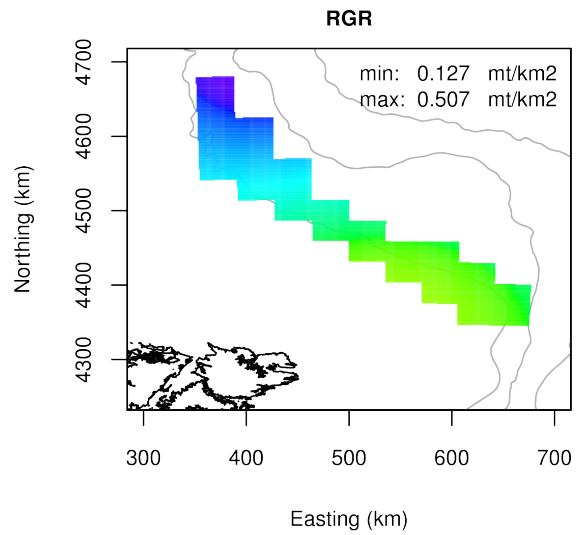 RGR
min: 0.127 mt/km2
max: 0.507 mt/km2
Northing (km)
4700
4600
4500
4400
4300
300 400 500 600 700
Easting (km)